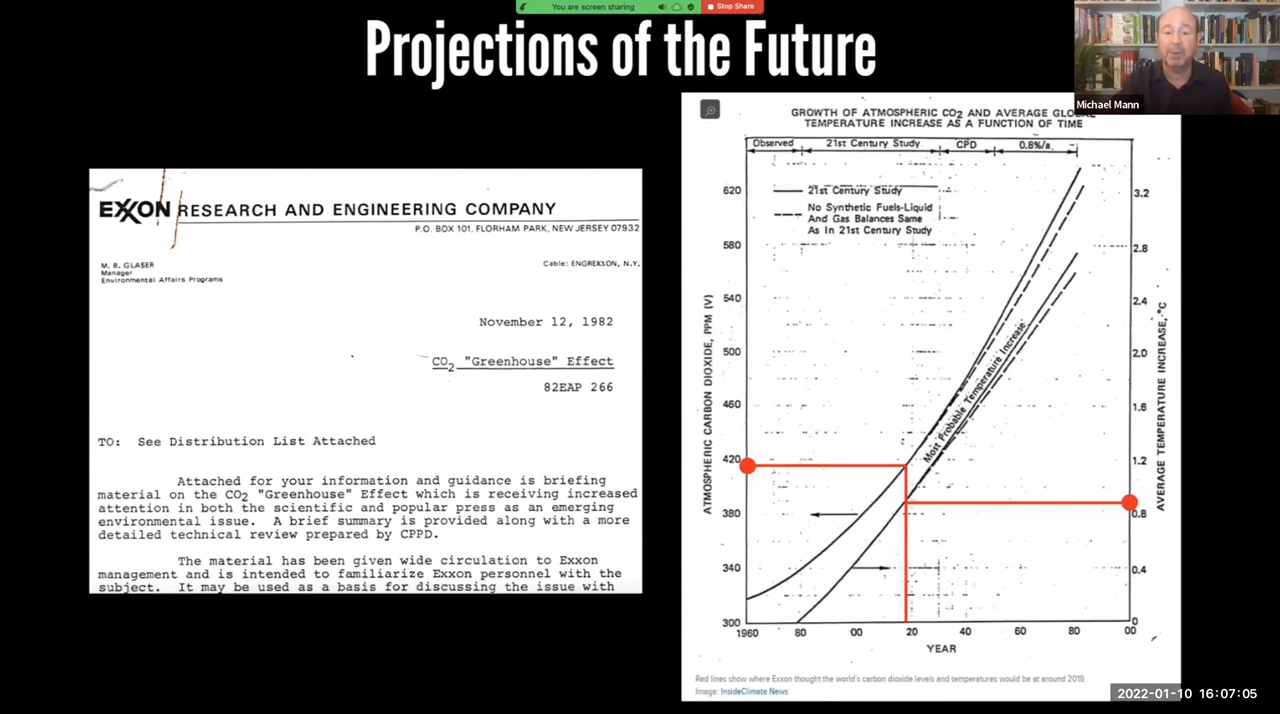 You are screen sharing
Stop Share
Projections of the Future
Michael Mann
EXXON RESEARCH AND ENGINEERING COMPANY
P.O. BOX 101, FLORHAM PARK, NEW JERSEY 07932
M. B. GLASER
Manager
Environmental Affairs Programs
Cable: ENGREXXON, N.Y.
November 12, 1982
CO2 "Greenhouse" Effect
82EAP 266
TO: See Distribution List Attached
Attached for your information and guidance is briefing
material on the CO2 "Greenhouse" Effect which is receiving increased
attention in both the scientific and popular press as an emerging
environmental issue. A brief summary is provided along with a more
detailed technical review prepared by CPPD.
The material has been given wide circulation to Exxon
management and is intended to familiarize Exxon personnel with the
subject. It may be used as a basis for discussing the issue with
GROWTH OF ATMOSPHERIC CO2 AND AVERAGE
TEMPERATURE INCREASE AS A FUNCTION OF TIME
Observed 21st Century Study CPD 0.8%/a
21st Century Study
No Synthetic Fuels-Liquid
And Gas Balances Same
As In 21st Century Study
ATMOSPHERIC CARBON DIOXIDE, PPM (V)
620
580
540
500
460
420
380
340
300
Most Probable Temperature Increase
3.2
2.8
2.4
2.0
1.6
1.2
0.8
0.4
0
AVERAGE TEMPERATURE INCREASE, °C
1960 80 00 20 40 60 80 00
YEAR
Red lines show where Exxon thought the world's carbon dioxide levels and temperatures would be at around 2019.
Image: InsideClimate News
2022-01-10 16:07:05